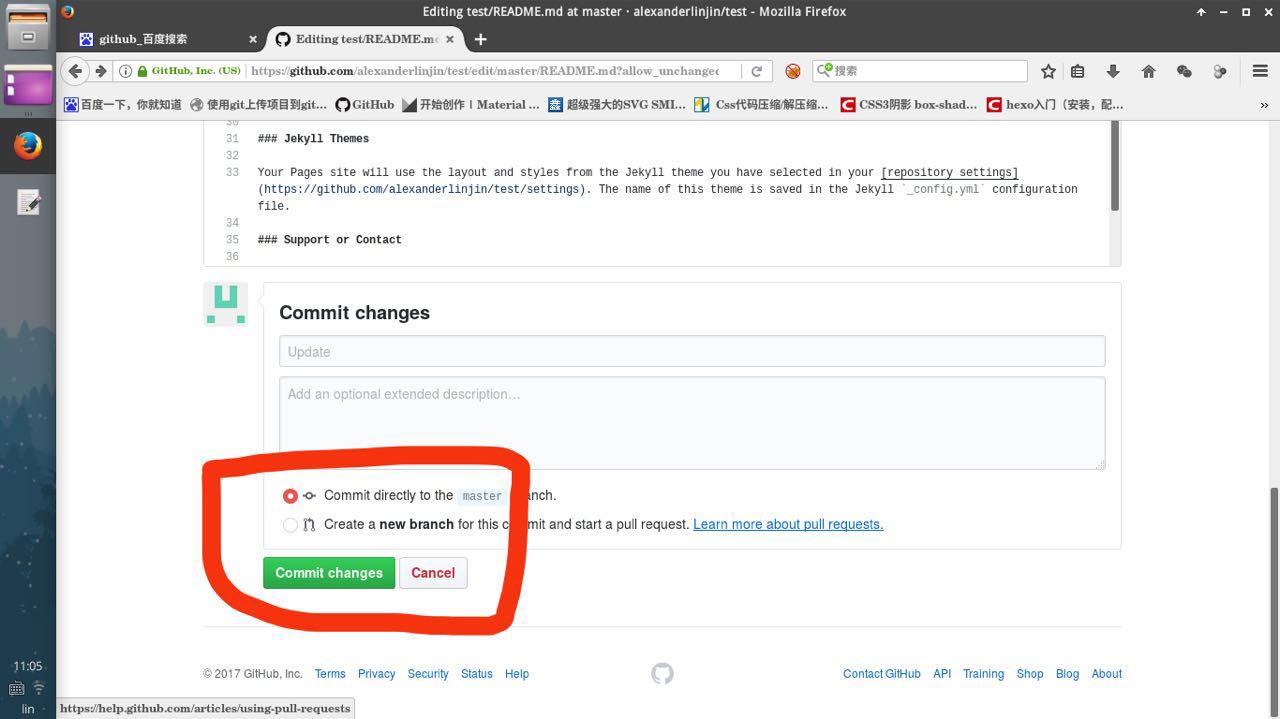 Editing test/README.md at master · alexanderlinjin/test - Mozilla Firefox
github_百度搜索
Editing test/README.md
GitHub, Inc. (US)
https://github.com/alexanderlinjin/test/edit/master/README.md?allow_unchanged
搜索
百度一下，你就知道
使用git上传项目到git…
GitHub
开始创作 | Material …
超级强大的SVG SMI…
Css代码压缩/解压缩…
CSS3阴影 box-shad…
hexo入门（安装，配…
»
30
31 ### Jekyll Themes
32
33 Your Pages site will use the layout and styles from the Jekyll theme you have selected in your [repository settings]
(https://github.com/alexanderlinjin/test/settings). The name of this theme is saved in the Jekyll `_config.yml` configuration
file.
34
35 ### Support or Contact
36
Commit changes
Update
Add an optional extended description…
Commit directly to the master branch.
Create a new branch for this commit and start a pull request. Learn more about pull requests.
Commit changes
Cancel
© 2017 GitHub, Inc. Terms Privacy Security Status Help
Contact GitHub API Training Shop Blog About
11:05
lin
https://help.github.com/articles/using-pull-requests